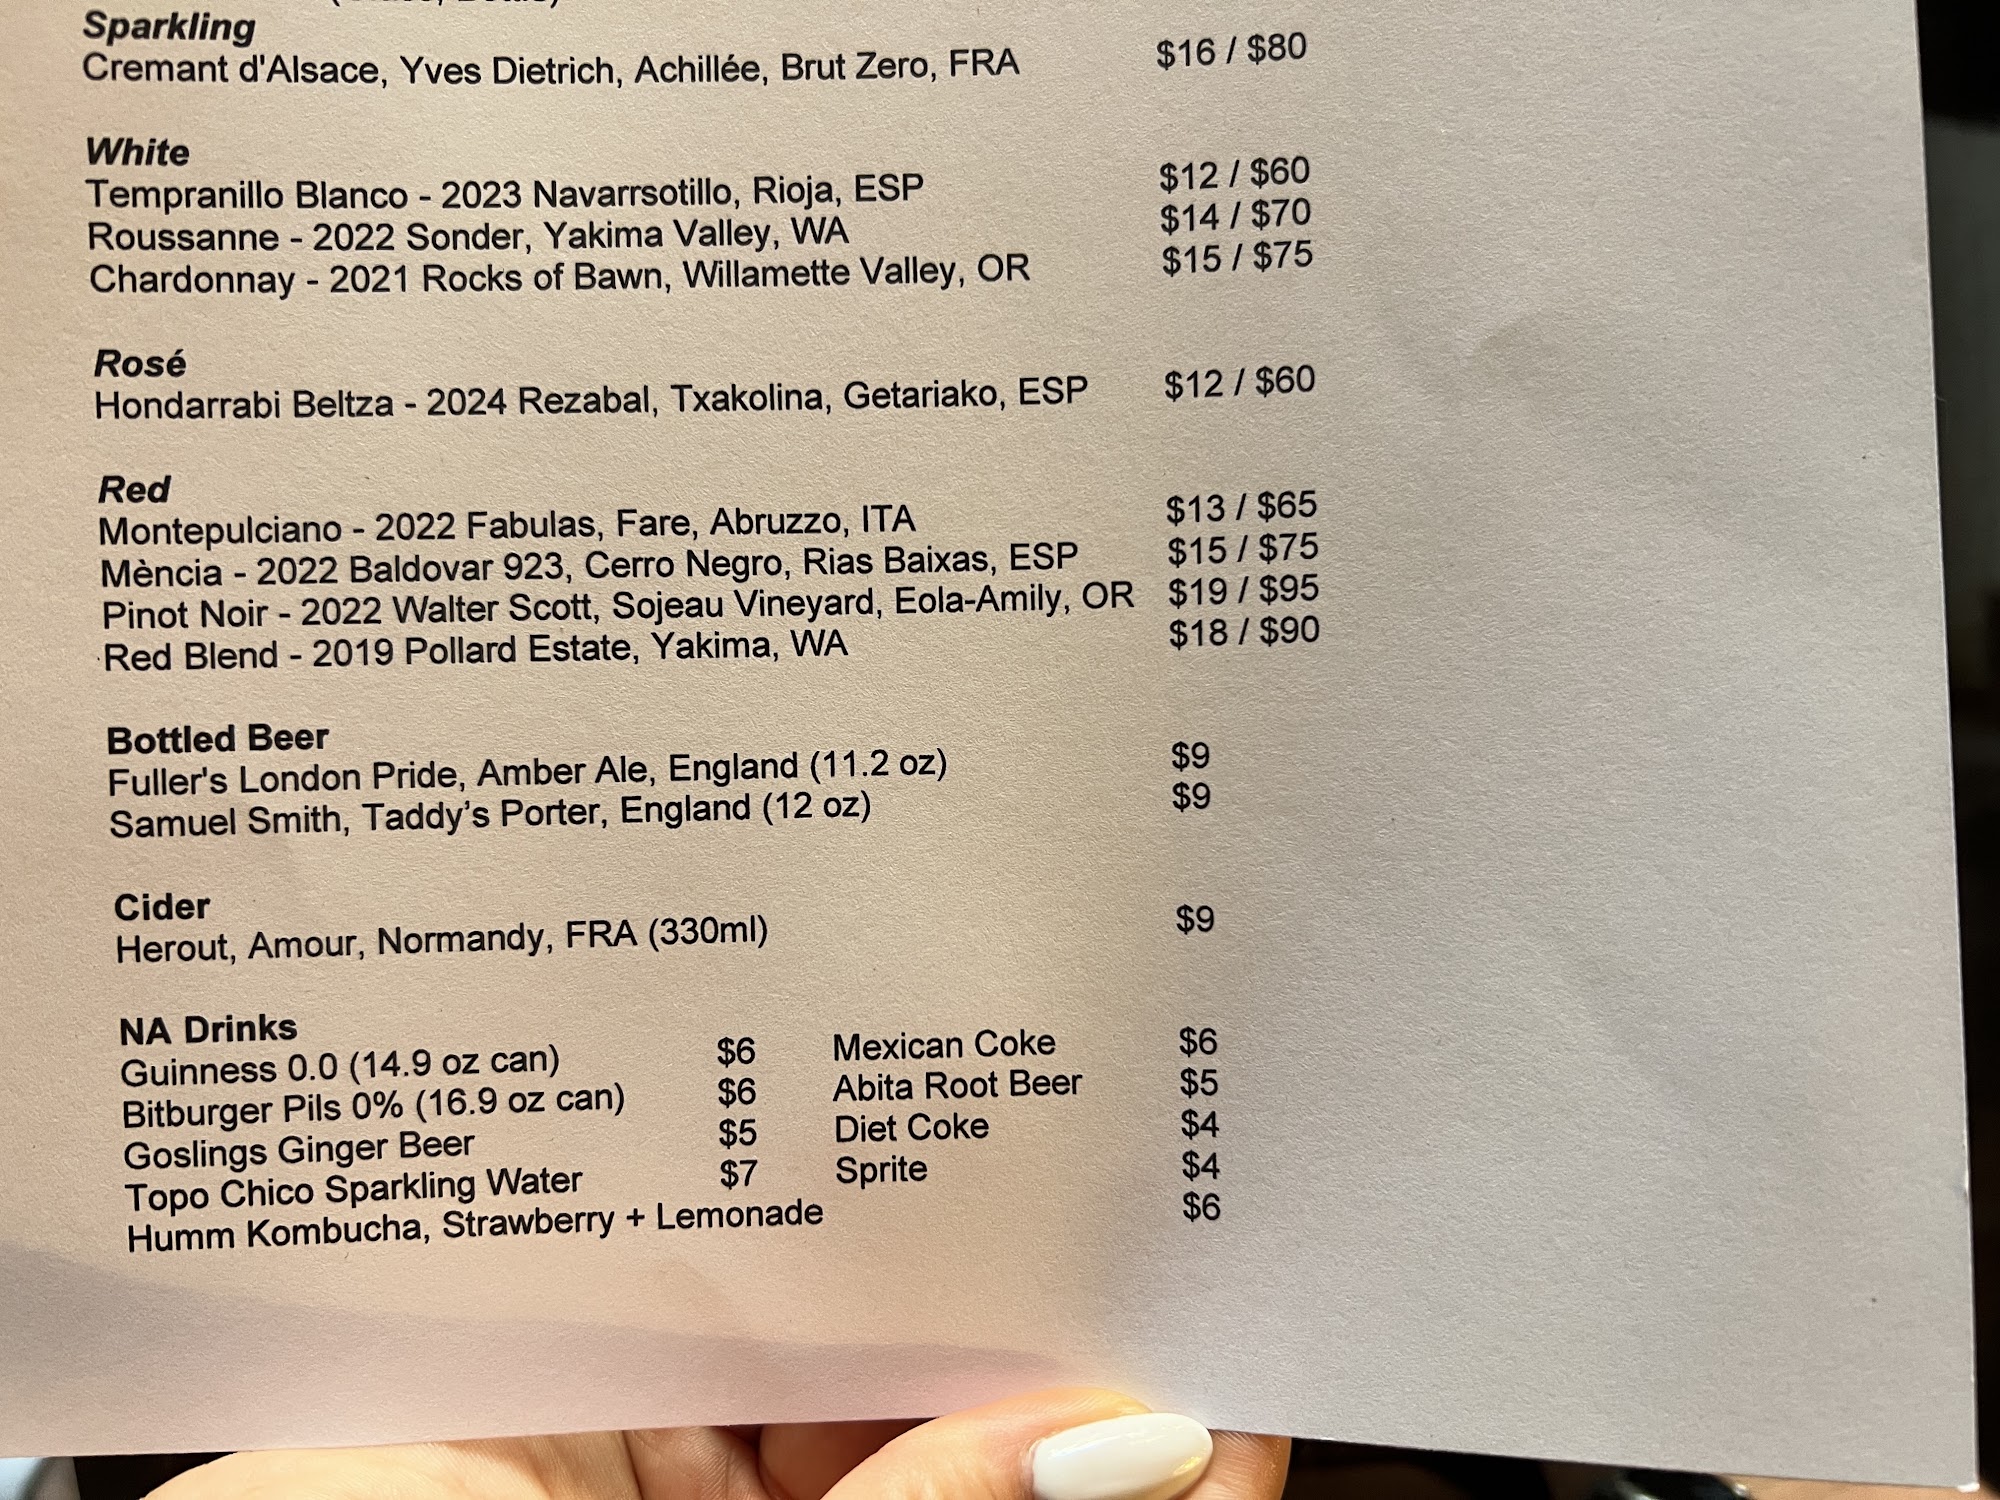 Sparkling
Cremant d'Alsace, Yves Dietrich, Achillée, Brut Zero, FRA $16 / $80
White
Tempranillo Blanco - 2023 Navarrsotillo, Rioja, ESP $12 / $60
Roussanne - 2022 Sonder, Yakima Valley, WA $14 / $70
Chardonnay - 2021 Rocks of Bawn, Willamette Valley, OR $15 / $75
Rosé
Hondarrabi Beltza - 2024 Rezabal, Txakolina, Getariako, ESP $12 / $60
Red
Montepulciano - 2022 Fabulas, Fare, Abruzzo, ITA $13 / $65
Mència - 2022 Baldovar 923, Cerro Negro, Rias Baixas, ESP $15 / $75
Pinot Noir - 2022 Walter Scott, Sojeau Vineyard, Eola-Amily, OR $19 / $95
Red Blend - 2019 Pollard Estate, Yakima, WA $18 / $90
Bottled Beer
Fuller's London Pride, Amber Ale, England (11.2 oz) $9
Samuel Smith, Taddy’s Porter, England (12 oz) $9
Cider
Herout, Amour, Normandy, FRA (330ml) $9
NA Drinks
Guinness 0.0 (14.9 oz can) $6 Mexican Coke $6
Bitburger Pils 0% (16.9 oz can) $6 Abita Root Beer $5
Goslings Ginger Beer $5 Diet Coke $4
Topo Chico Sparkling Water $7 Sprite $4
Humm Kombucha, Strawberry + Lemonade $6